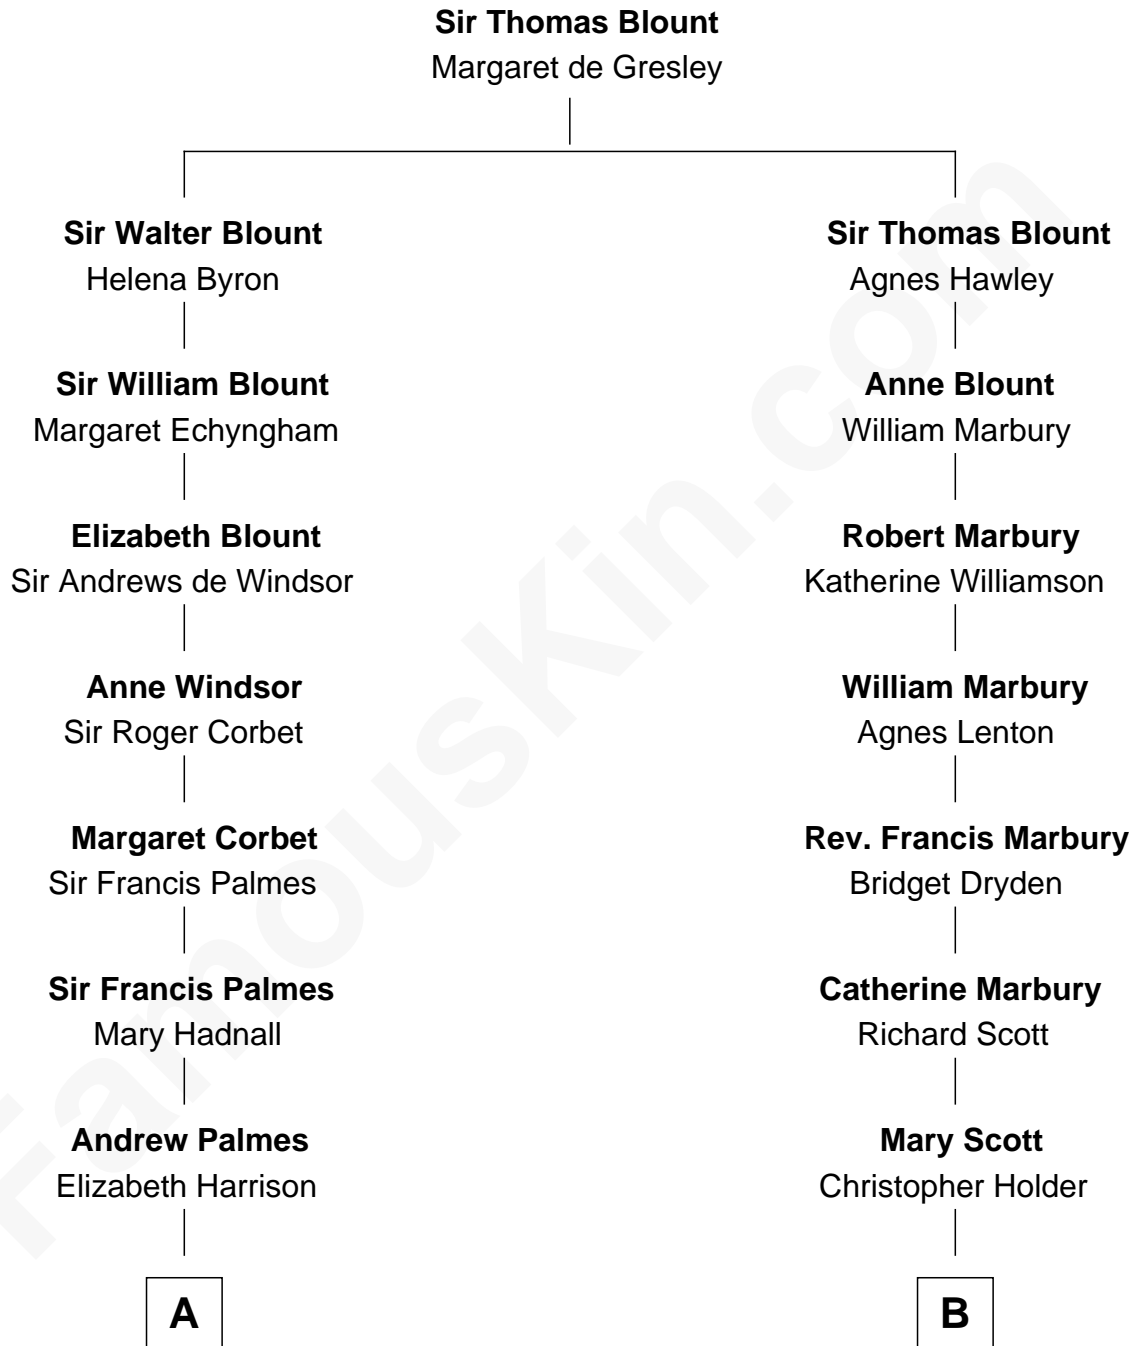 Sir Thomas Blount
Margaret de Gresley
Sir Walter Blount
Helena Byron
Sir William Blount
Margaret Echyngham
Elizabeth Blount
Sir Andrews de Windsor
Anne Windsor
Sir Roger Corbet
Margaret Corbet
Sir Francis Palmes
Sir Francis Palmes
Mary Hadnall
Andrew Palmes
Elizabeth Harrison
A
Sir Thomas Blount
Agnes Hawley
Anne Blount
William Marbury
Robert Marbury
Katherine Williamson
William Marbury
Agnes Lenton
Rev. Francis Marbury
Bridget Dryden
Catherine Marbury
Richard Scott
Mary Scott
Christopher Holder
B
FamousKin.com